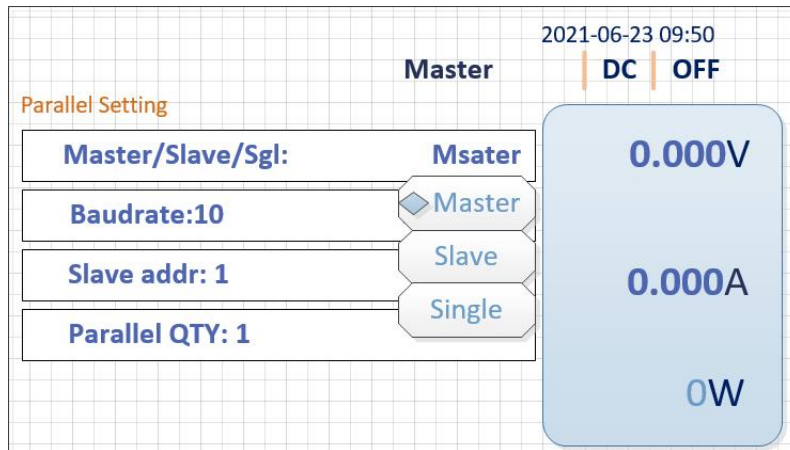 2021-06-23 09:50
Master DC OFF
Parallel Setting
Master/Slave/Sgl: Msater
Baudrate:10
Slave addr: 1
Parallel QTY: 1
Master
Slave
Single
0.000V
0.000A
0W